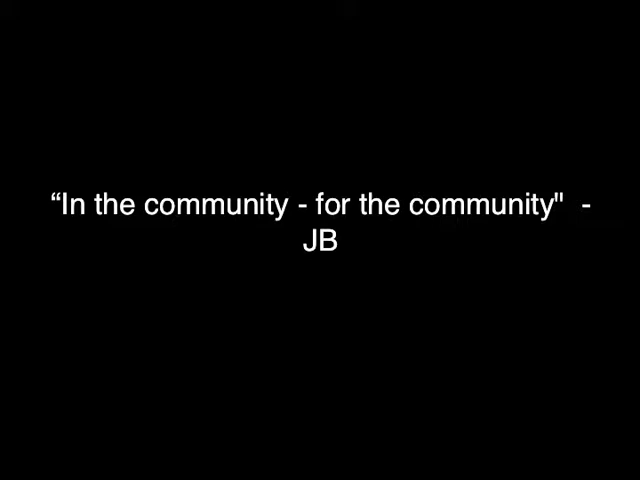 “In the community - for the community"  -
JB